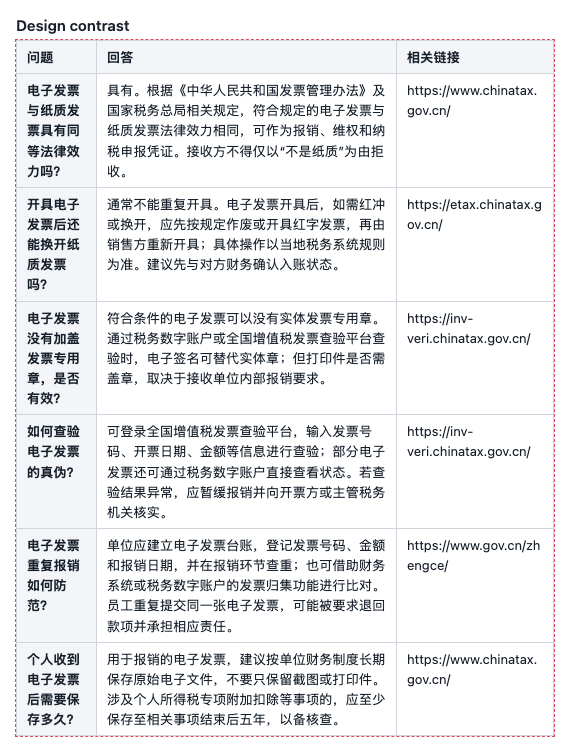 Design contrast
问题
回答
相关链接
电子发票
与纸质发
票具有同
等法律效
力吗？
具有。根据《中华人民共和国发票管理办法》及
国家税务总局相关规定，符合规定的电子发票与
纸质发票法律效力相同，可作为报销、维权和纳
税申报凭证。接收方不得仅以“不是纸质”为由拒
收。
https://www.chinatax.
gov.cn/
开具电子
发票后还
能换开纸
质发票
吗？
通常不能重复开具。电子发票开具后，如需红冲
或换开，应先按规定作废或开具红字发票，再由
销售方重新开具；具体操作以当地税务系统规则
为准。建议先与对方财务确认入账状态。
https://etax.chinatax.g
ov.cn/
电子发票
没有加盖
发票专用
章，是否
有效？
符合条件的电子发票可以没有实体发票专用章。
通过税务数字账户或全国增值税发票查验平台查
验时，电子签名可替代实体章；但打印件是否需
盖章，取决于接收单位内部报销要求。
https://inv-
veri.chinatax.gov.cn/
如何查验
电子发票
的真伪？
可登录全国增值税发票查验平台，输入发票号
码、开票日期、金额等信息进行查验；部分电子
发票还可通过税务数字账户直接查看状态。若查
验结果异常，应暂缓报销并向开票方或主管税务
机关核实。
https://inv-
veri.chinatax.gov.cn/
电子发票
重复报销
如何防
范？
单位应建立电子发票台账，登记发票号码、金额
和报销日期，并在报销环节查重；也可借助财务
系统或税务数字账户的发票归集功能进行比对。
员工重复提交同一张电子发票，可能被要求退回
款项并承担相应责任。
https://www.gov.cn/zh
engce/
个人收到
电子发票
后需要保
存多久？
用于报销的电子发票，建议按单位财务制度长期
保存原始电子文件，不要只保留截图或打印件。
涉及个人所得税专项附加扣除等事项的，应至少
保存至相关事项结束后五年，以备核查。
https://www.chinatax.
gov.cn/